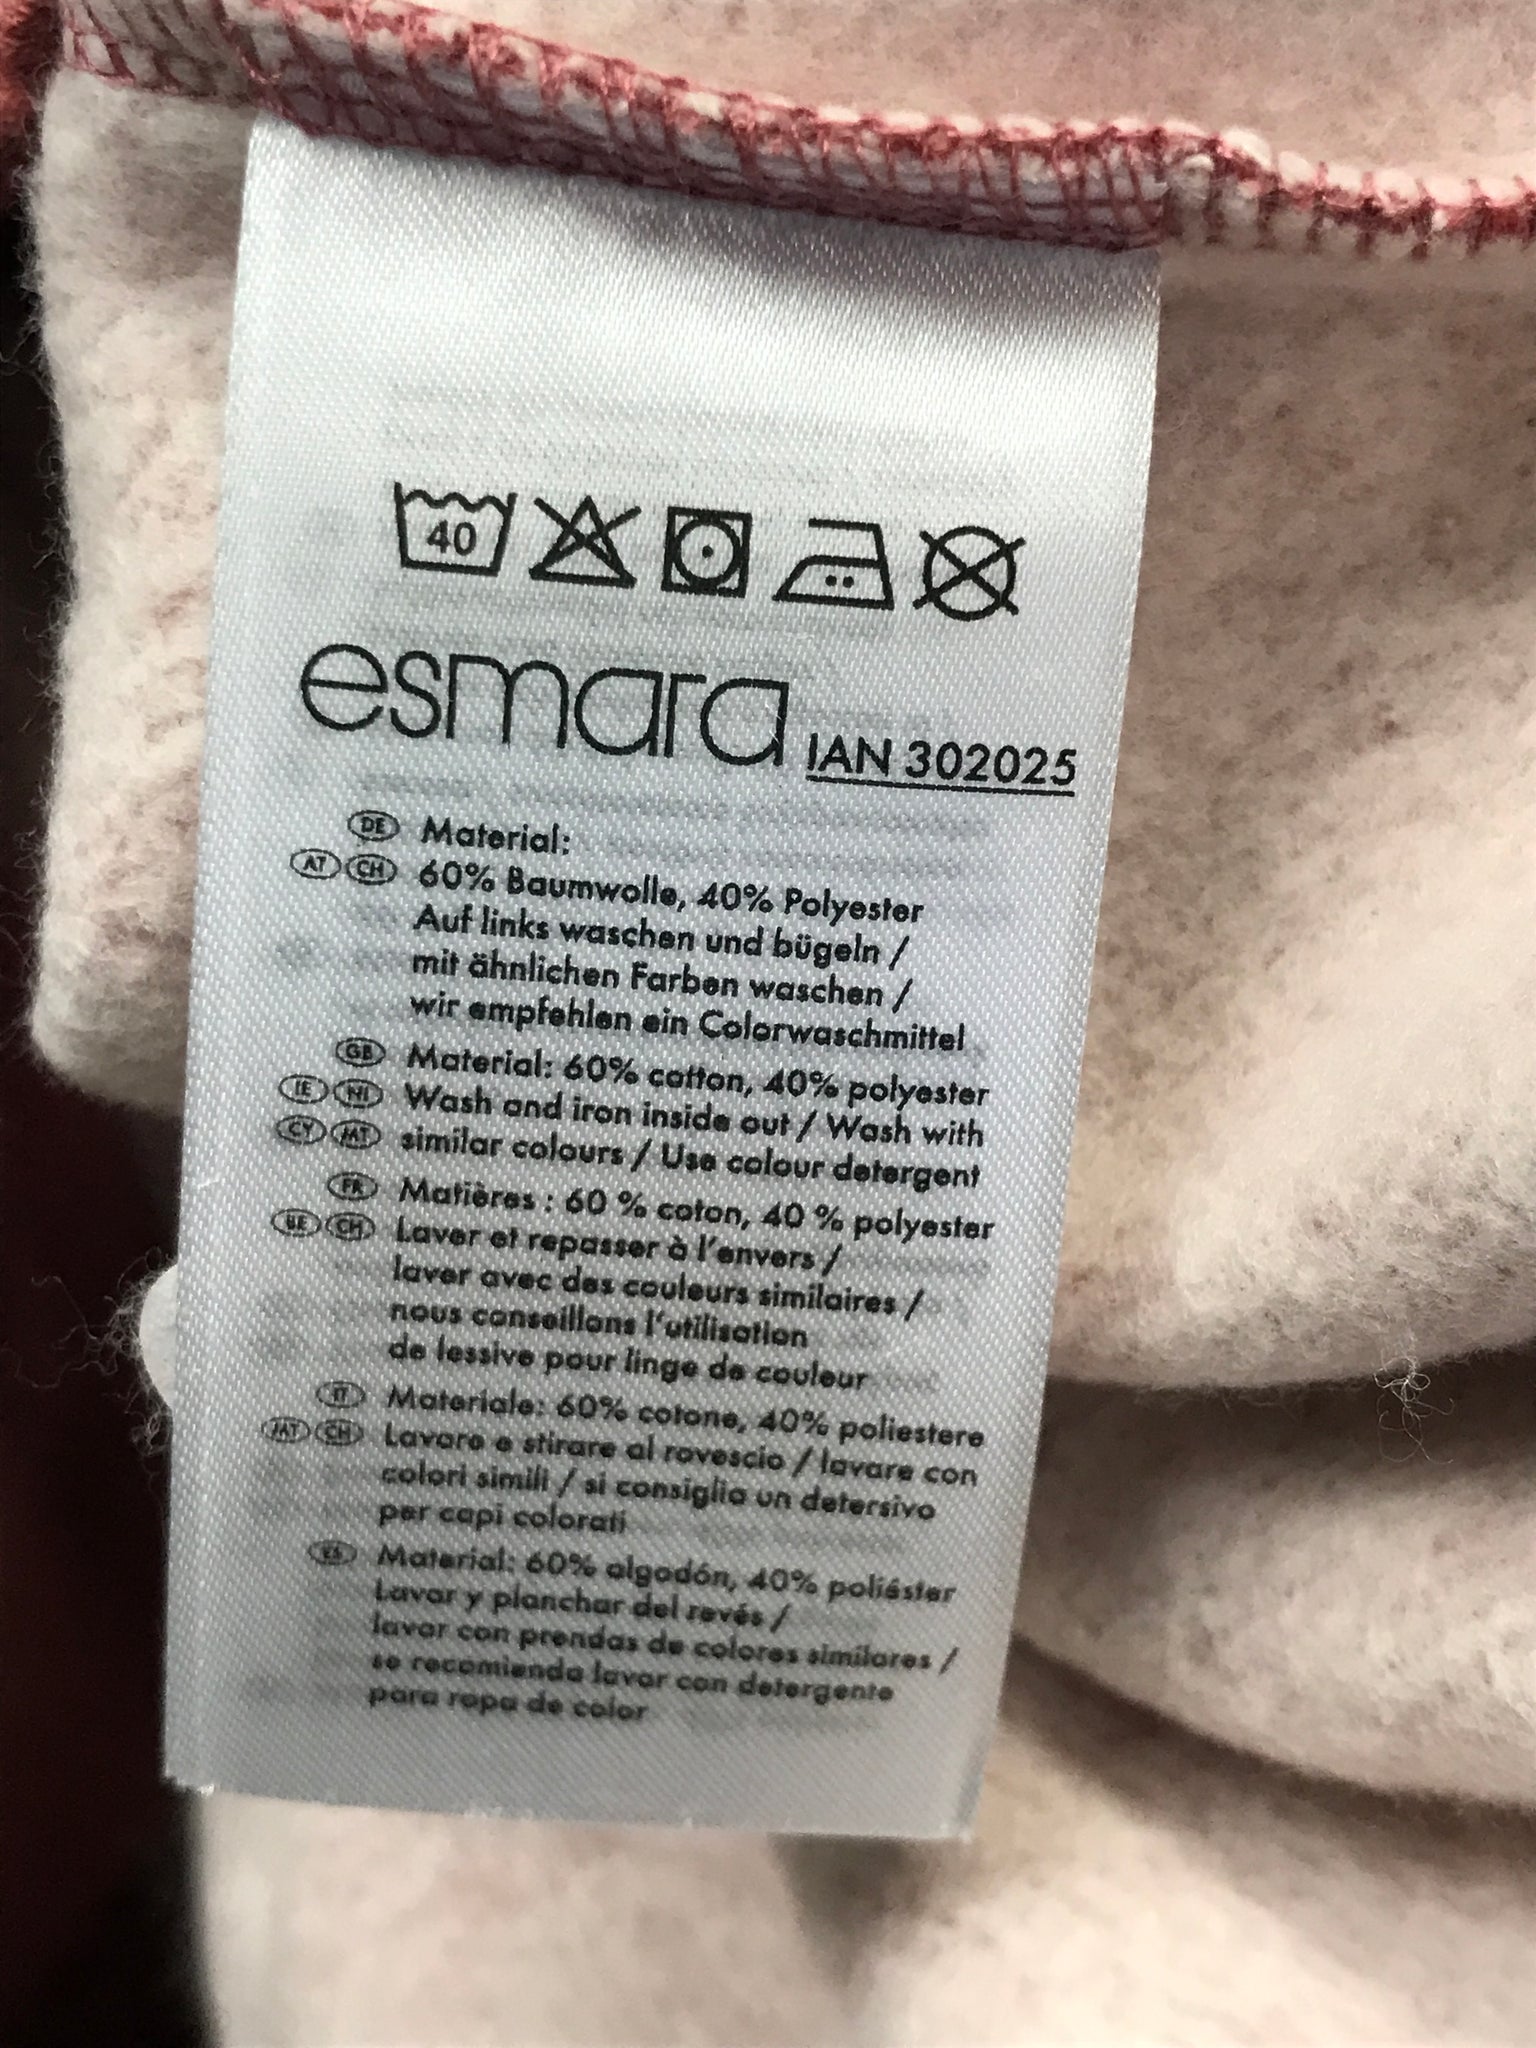 40
esmara IAN 302025
DE Material:
AT CH 60% Baumwolle, 40% Polyester
Auf links waschen und bügeln /
mit ähnlichen Farben waschen /
wir empfehlen ein Colorwaschmittel
GB Material: 60% cotton, 40% polyester
IE NI Wash and iron inside out / Wash with
CY MT similar colours / Use colour detergent
FR Matières : 60 % coton, 40 % polyester
BE CH Laver et repasser à l'envers /
laver avec des couleurs similaires /
nous conseillons l'utilisation
de lessive pour linge de couleur
IT Materiale: 60% cotone, 40% poliestere
MT CH Lavare e stirare al rovescio / lavare con
colori simili / si consiglia un detersivo
per capi colorati
ES Material: 60% algodón, 40% poliéster
Lavar y planchar del revés /
lavar con prendas de colores similares /
se recomienda lavar con detergente
para ropa de color